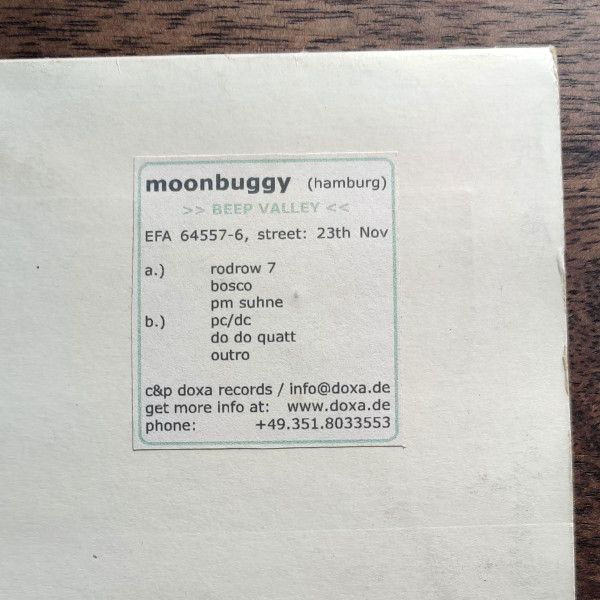 moonbuggy (hamburg)
>> BEEP VALLEY <<
EFA 64557-6, street: 23th Nov
a.) rodrow 7
bosco
pm suhne
b.) pc/dc
do do quatt
outro
c&p doxa records / info@doxa.de
get more info at: www.doxa.de
phone: +49.351.8033553